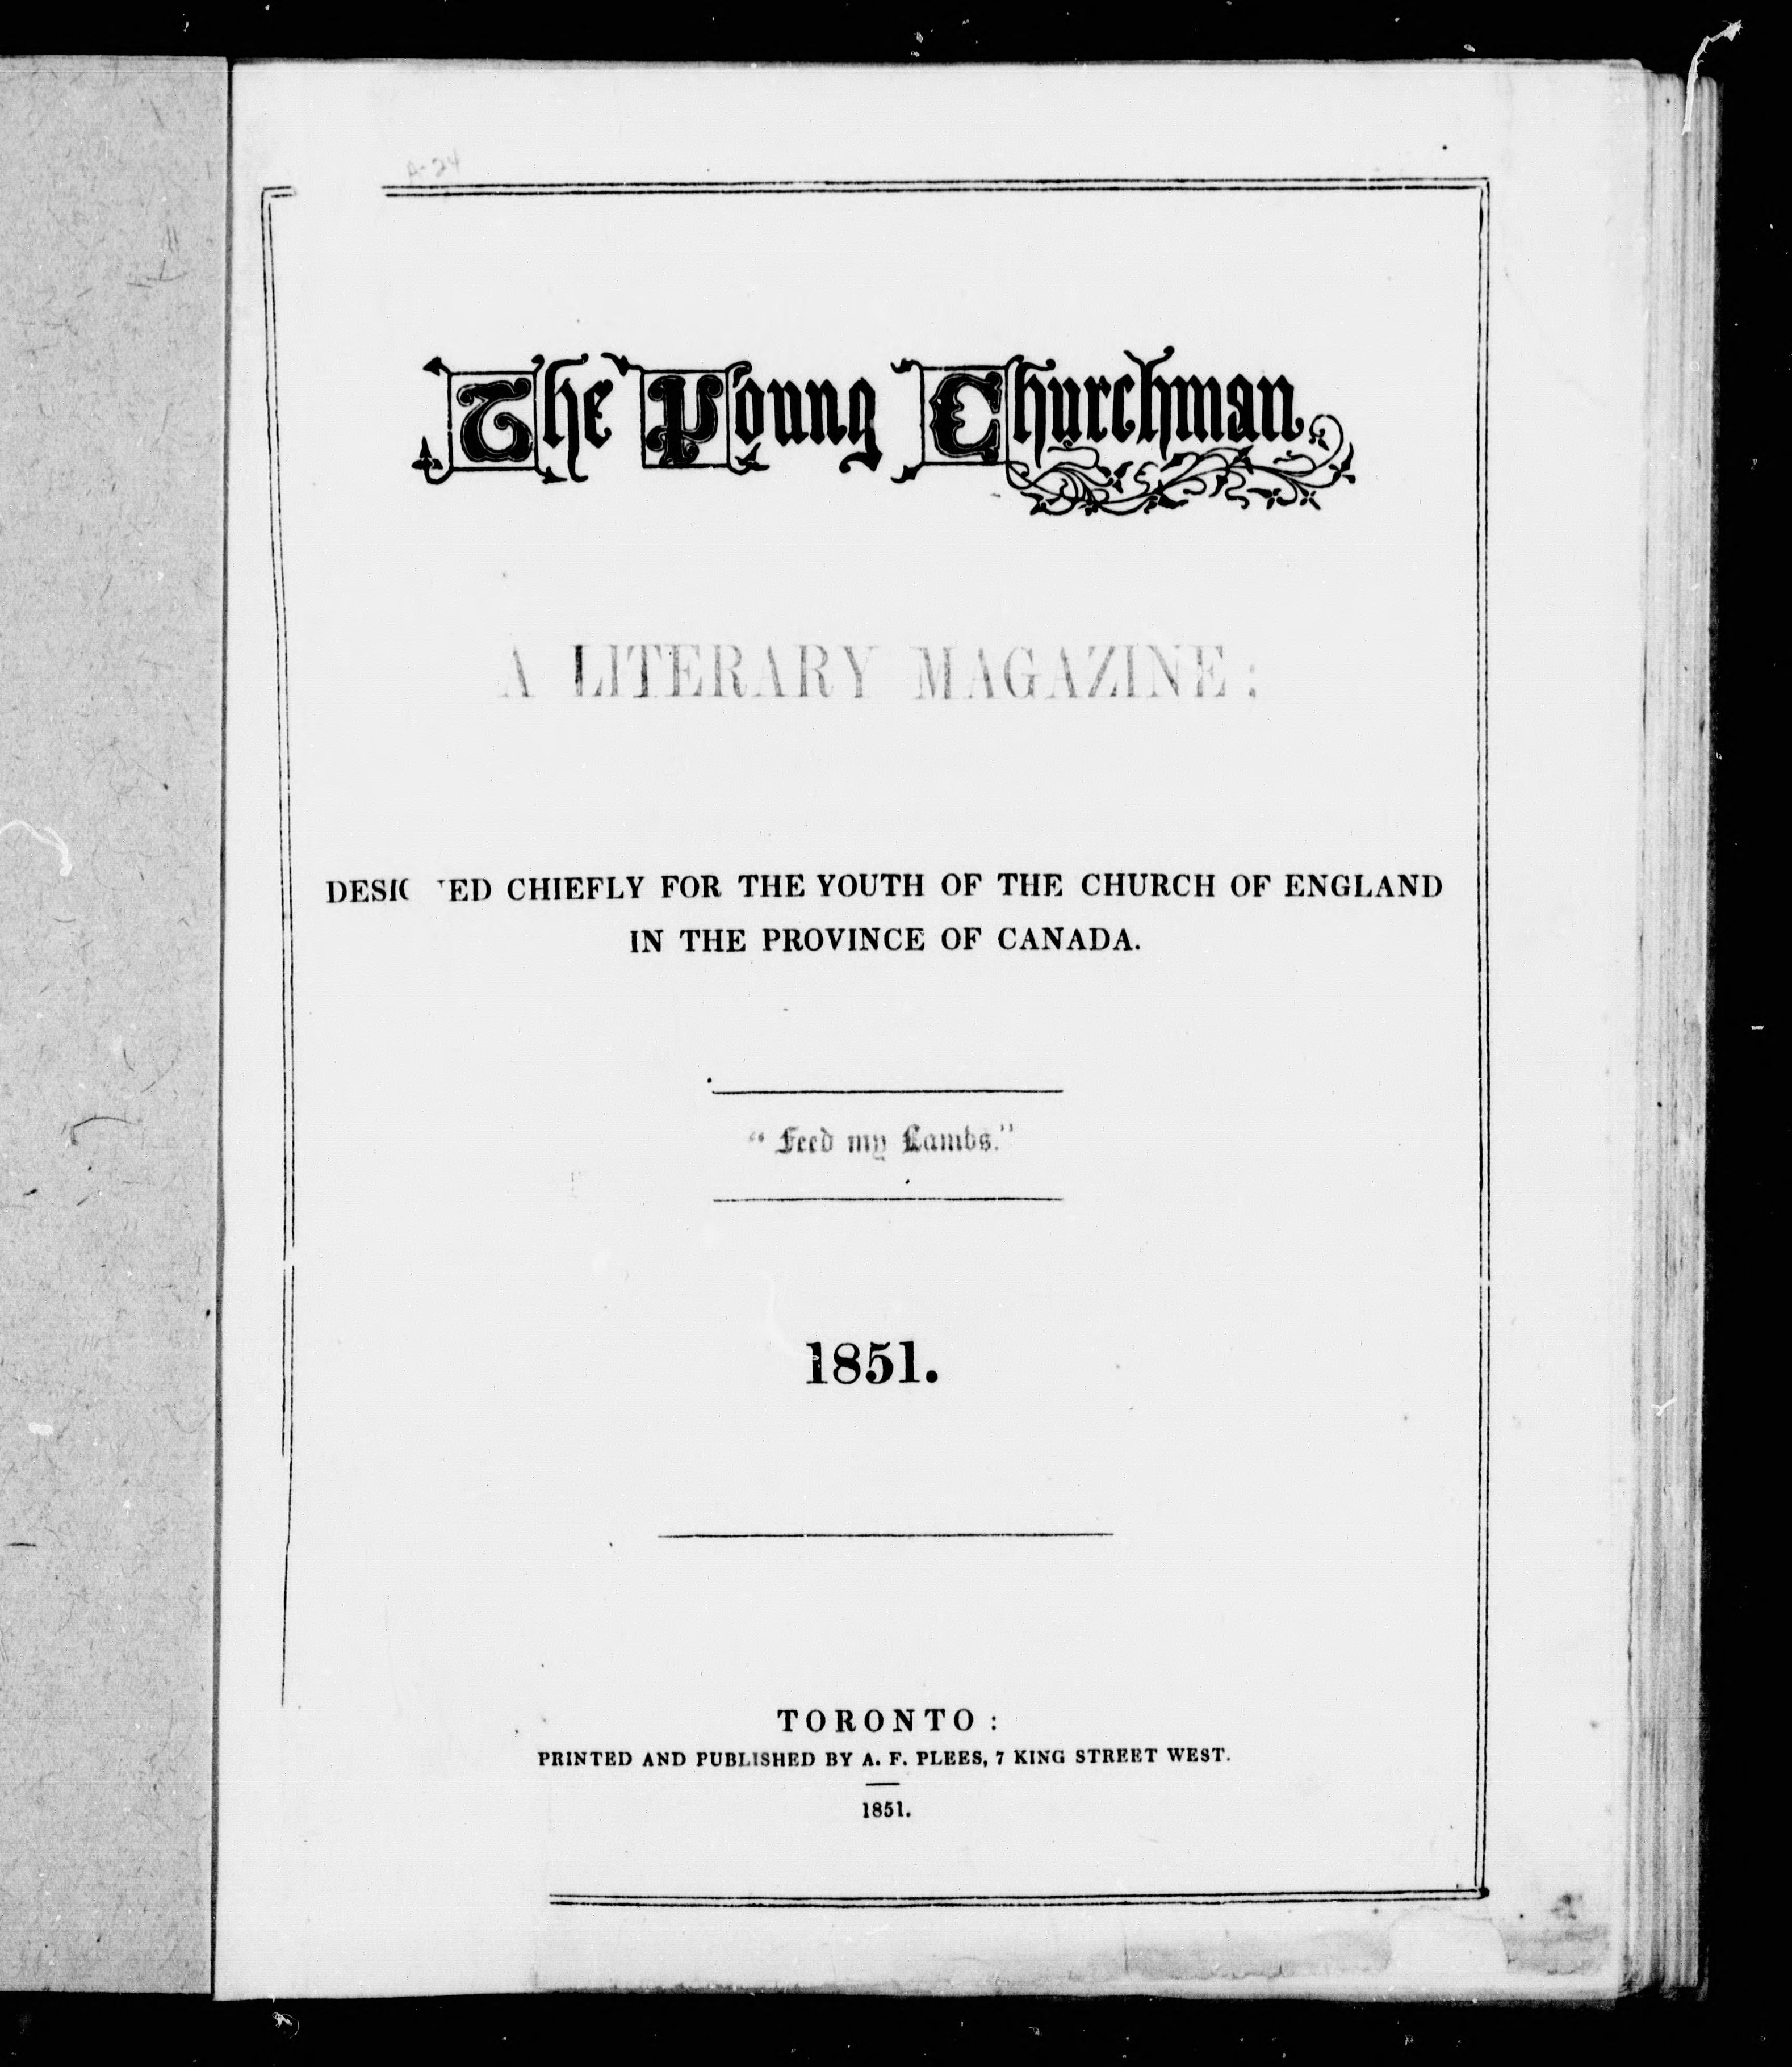 A-24
The Young Churchman
A LITERARY MAGAZINE:
CHIEFLY FOR THE YOUTH OF THE CHURCH OF ENGLAND
IN THE PROVINCE OF CANADA.
“Feed my Lambs.”
1851.
TORONTO:
PRINTED AND PUBLISHED BY A. F. PLEES, 7 KING STREET WEST.
1851.